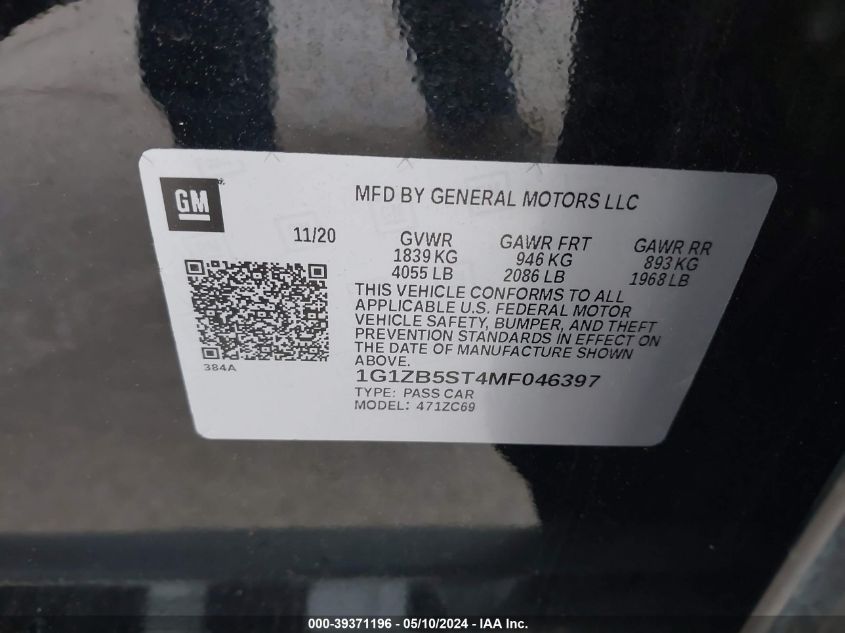 GM
MFD BY GENERAL MOTORS LLC
11/20
GVWR GAWR FRT GAWR RR
1839 KG 946 KG 893 KG
4055 LB 2086 LB 1968 LB
THIS VEHICLE CONFORMS TO ALL
APPLICABLE U.S. FEDERAL MOTOR
VEHICLE SAFETY, BUMPER, AND THEFT
PREVENTION STANDARDS IN EFFECT ON
THE DATE OF MANUFACTURE SHOWN
ABOVE.
384A
1G1ZB5ST4MF046397
TYPE: PASS CAR
MODEL: 471ZC69
000-39371196 - 05/10/2024 - IAA Inc.